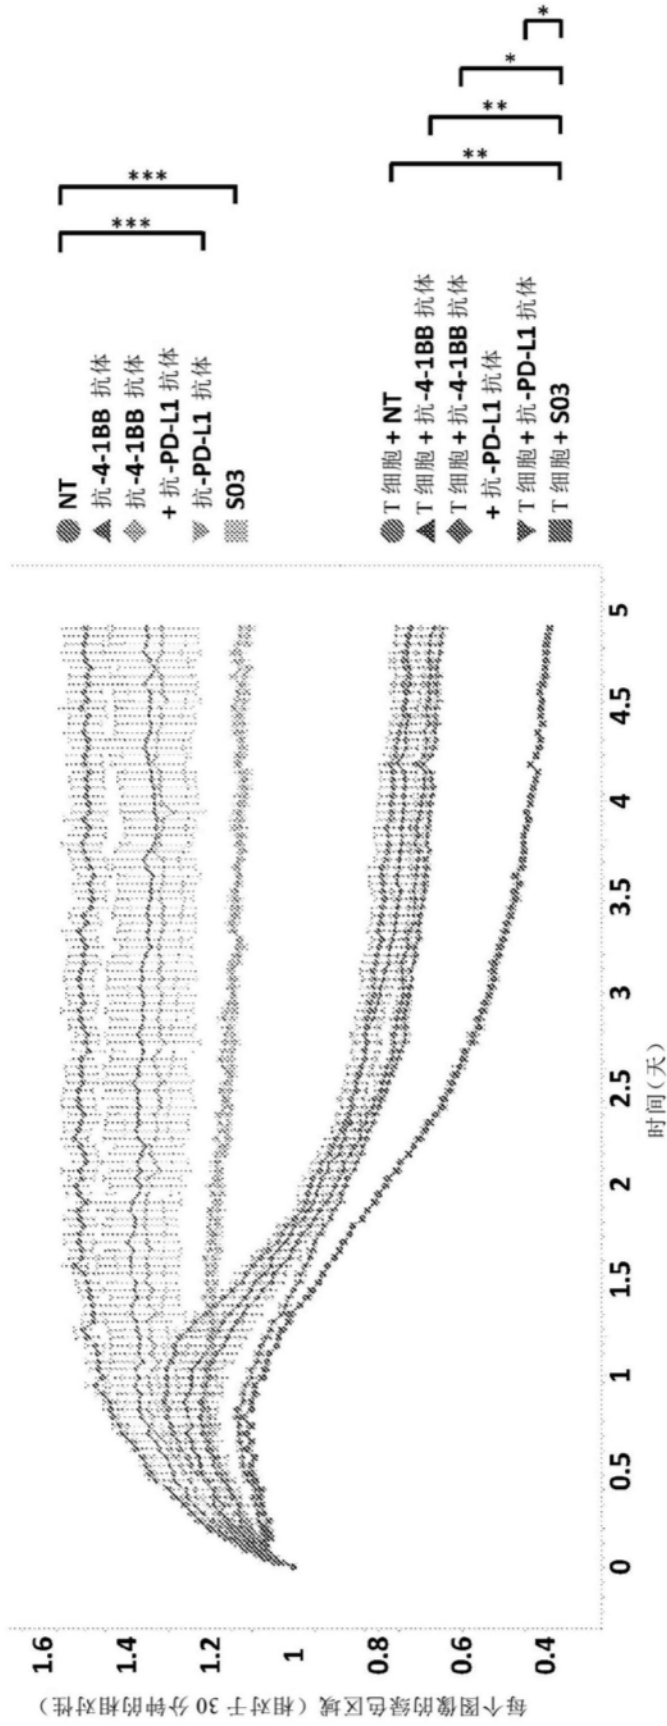 每个图像的绿色区域（相对于 30 分钟的相对性）
1.6
1.4
1.2
1
0.8
0.6
0.4
0
0.5
1
1.5
2
2.5
3
3.5
4
4.5
5
时间（天）
NT
抗-4-1BB 抗体
抗-4-1BB 抗体
+ 抗-PD-L1 抗体
抗-PD-L1 抗体
S03
***
***
T 细胞 + NT
T 细胞 + 抗-4-1BB 抗体
T 细胞 + 抗-4-1BB 抗体
+ 抗-PD-L1 抗体
T 细胞 + 抗-PD-L1 抗体
T 细胞 + S03
**
**
*
*